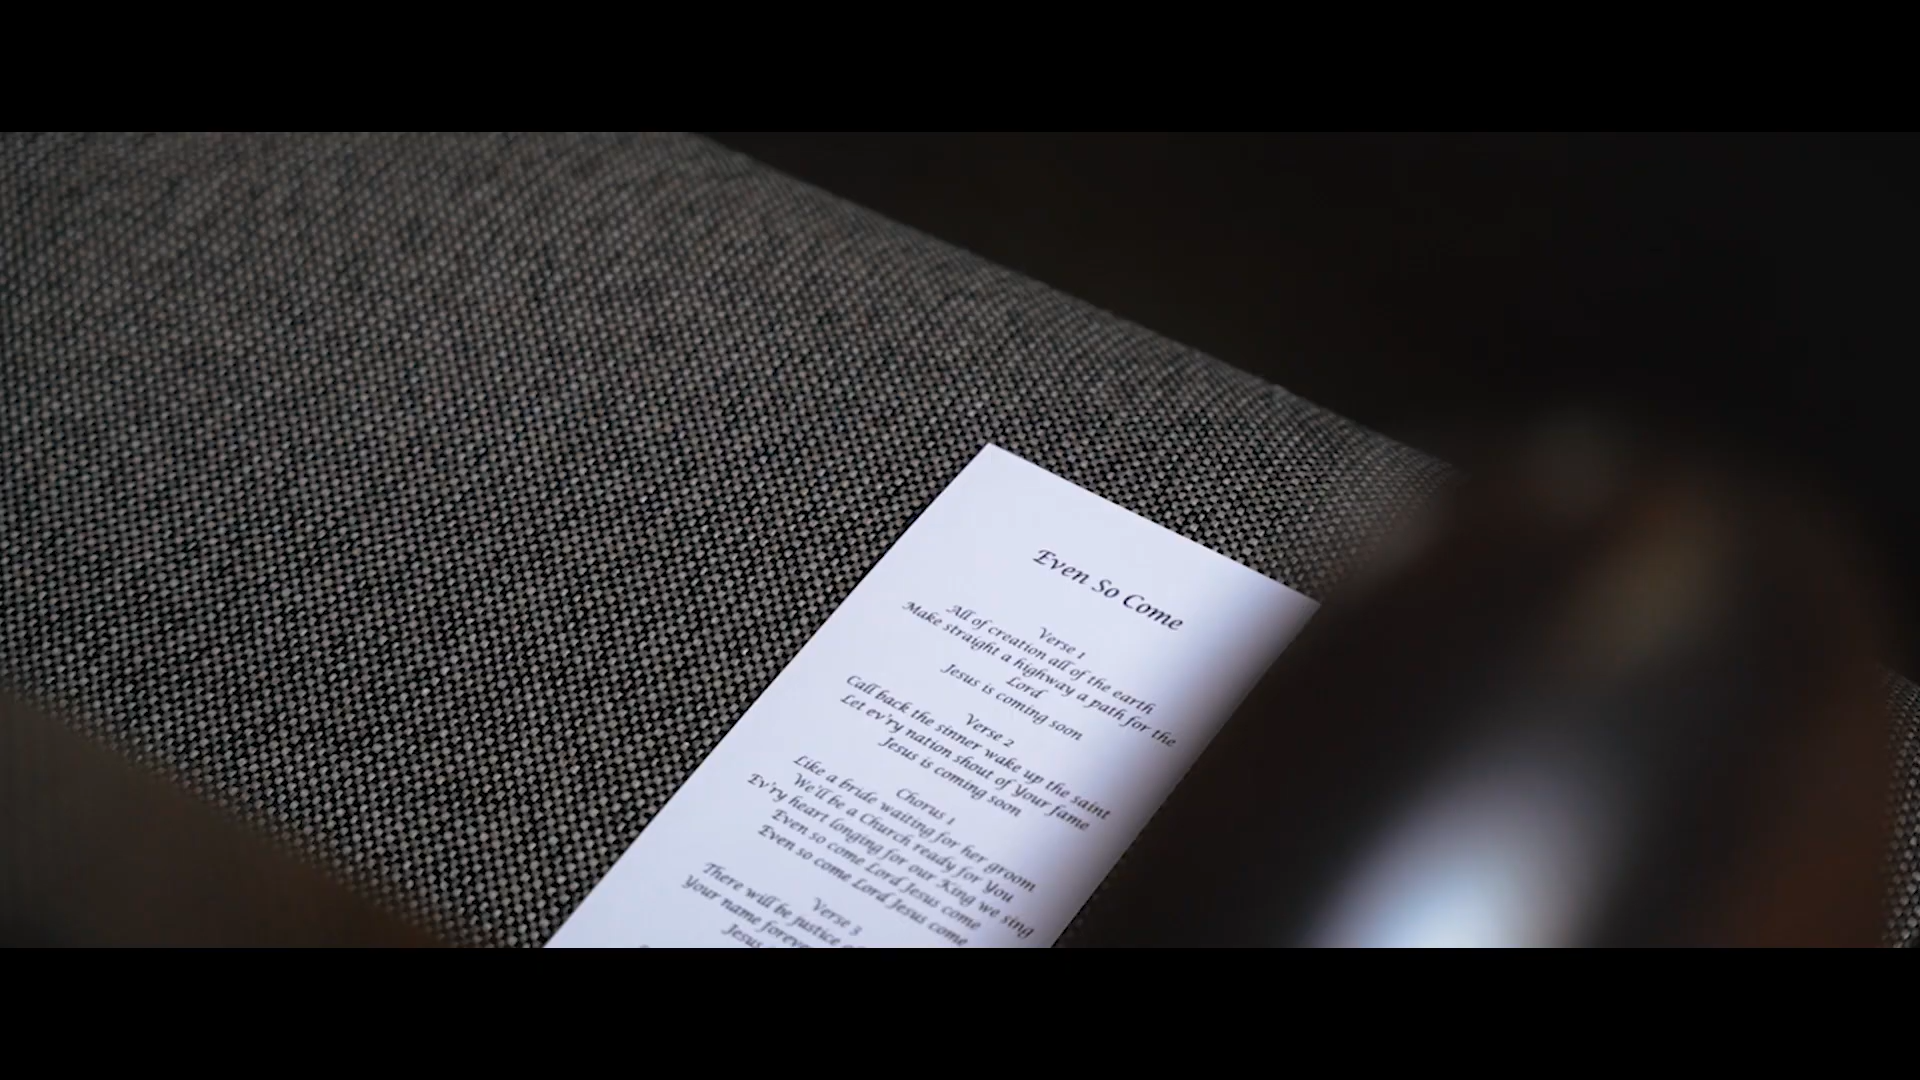 Even So Come
Verse 1
All of creation all of the earth
Make straight a highway a path for the
Lord
Jesus is coming soon
Verse 2
Call back the sinner wake up the saint
Let ev'ry nation shout of Your fame
Jesus is coming soon
Chorus 1
Like a bride waiting for her groom
We'll be a Church ready for You
Ev'ry heart longing for our King we sing
Even so come Lord Jesus come
Even so come Lord Jesus come
Verse 3
There will be justice
Your name
Jesus